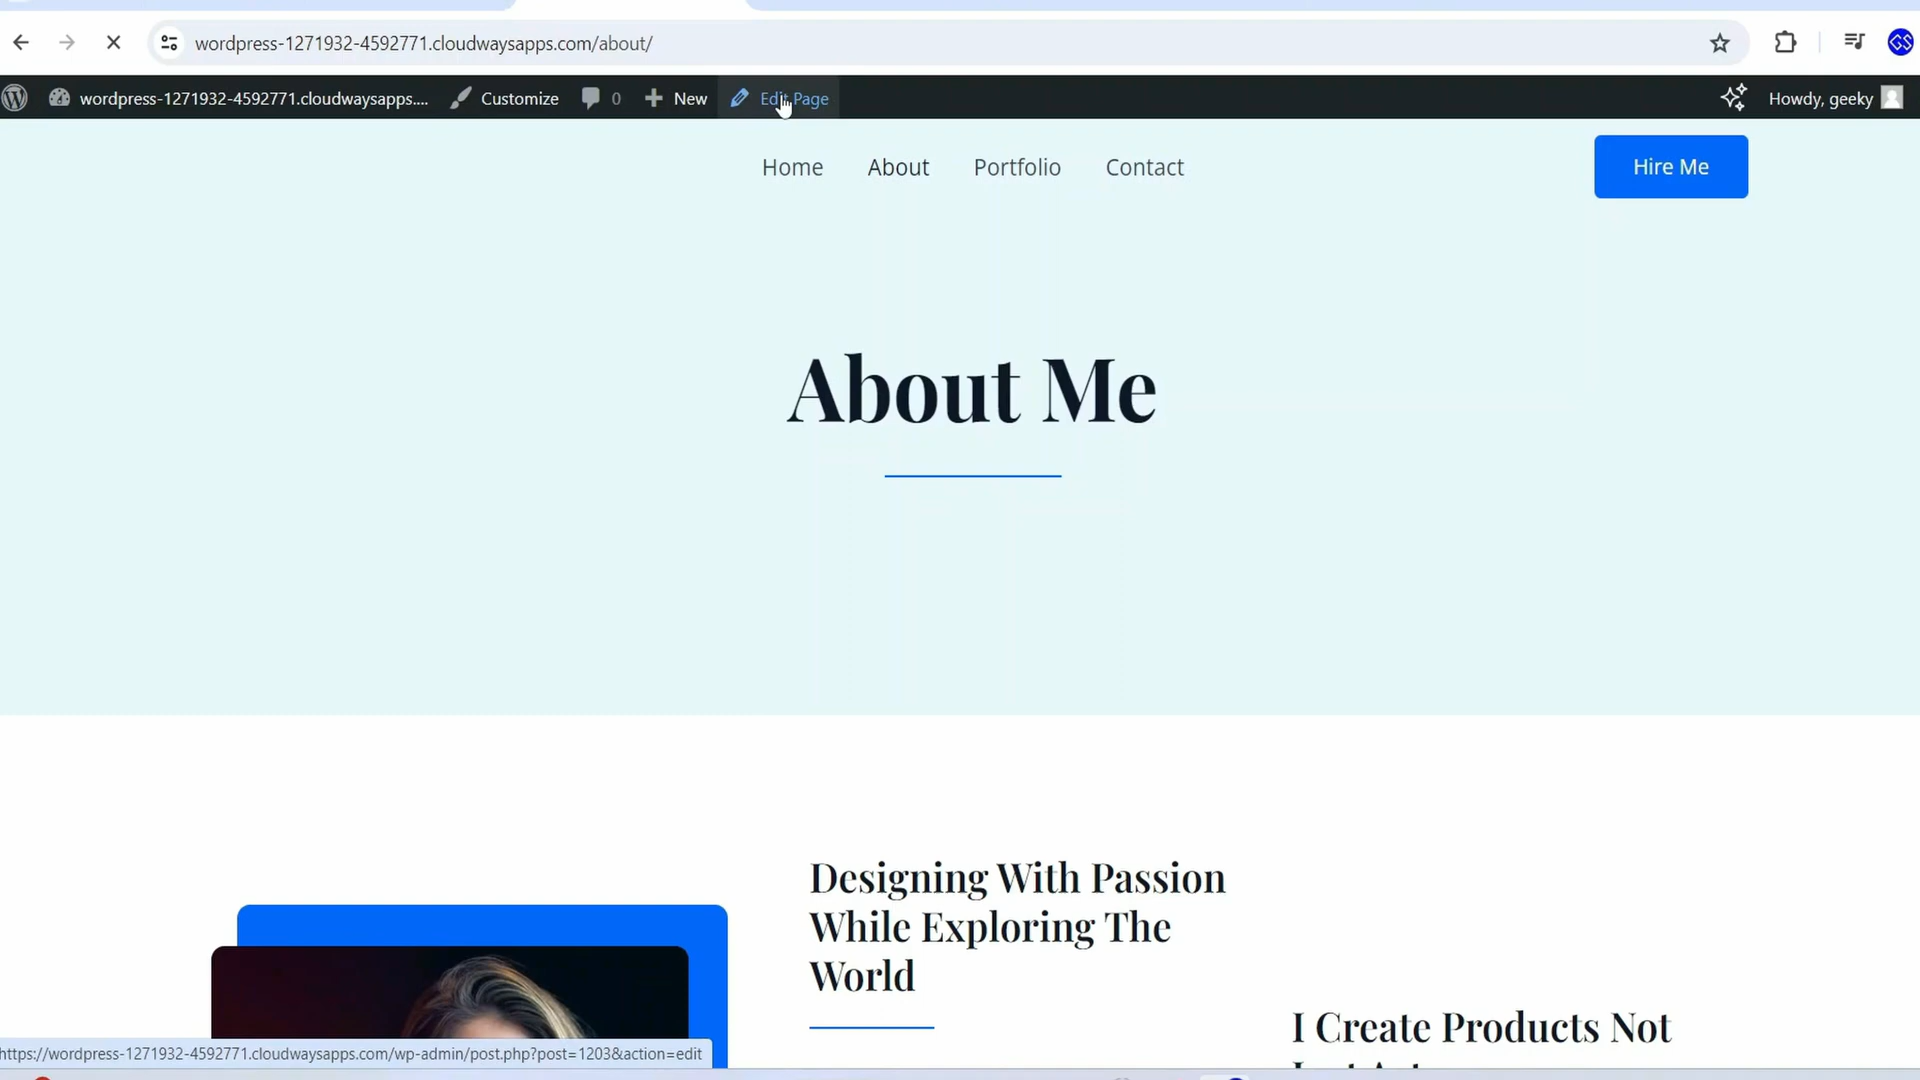 wordpress-1271932-4592771.cloudwaysapps.com/about/
GS
wordpress-1271932-4592771.cloudwaysapps.... Customize 0 New Edit Page Howdy, geeky
Home About Portfolio Contact Hire Me
About Me
Designing With Passion
While Exploring The
World
I Create Products Not
https://wordpress-1271932-4592771.cloudwaysapps.com/wp-admin/post.php?post=1203&action=edit